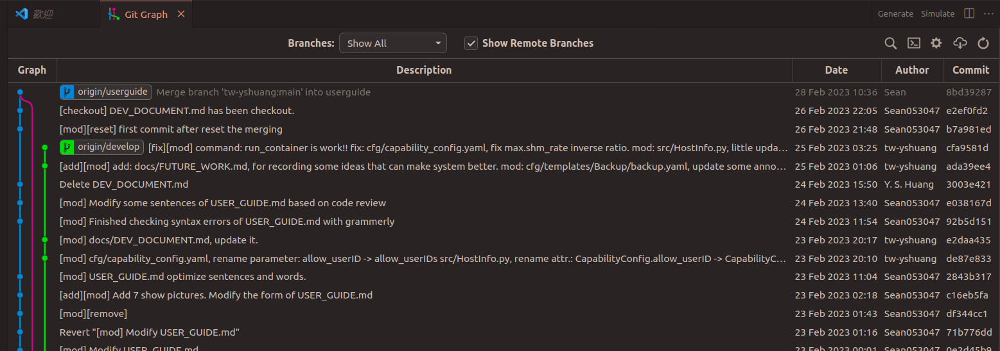 歡迎 Git Graph Generate Simulate
Branches: Show All Show Remote Branches
Graph Description Date Author Commit
origin/userguide Merge branch 'tw-yshuang:main' into userguide 28 Feb 2023 10:36 Sean 8bd39287
[checkout] DEV_DOCUMENT.md has been checkout. 26 Feb 2023 22:05 Sean053047 e2ef0fd2
[mod][reset] first commit after reset the merging 26 Feb 2023 21:48 Sean053047 b7a981ed
origin/develop [fix][mod] command: run_container is work!! fix: cfg/capability_config.yaml, fix max.shm_rate inverse ratio. mod: src/HostInfo.py, little upda… 25 Feb 2023 03:25 tw-yshuang cfa9581d
[add][mod] add: docs/FUTURE_WORK.md, for recording some ideas that can make system better. mod: cfg/templates/Backup/backup.yaml, update some anno… 25 Feb 2023 01:06 tw-yshuang ada39ee4
Delete DEV_DOCUMENT.md 24 Feb 2023 15:50 Y. S. Huang 3003e421
[mod] Modify some sentences of USER_GUIDE.md based on code review 24 Feb 2023 13:40 Sean053047 e038167d
[mod] Finished checking syntax errors of USER_GUIDE.md with grammerly 24 Feb 2023 11:54 Sean053047 92b5d151
[mod] docs/DEV_DOCUMENT.md, update it. 23 Feb 2023 20:17 tw-yshuang e2daa435
[mod] cfg/capability_config.yaml, rename parameter: allow_userID -> allow_userIDs src/HostInfo.py, rename attr.: CapabilityConfig.allow_userID -> CapabilityC… 23 Feb 2023 20:10 tw-yshuang de87e833
[mod] USER_GUIDE.md optimize sentences and words. 23 Feb 2023 11:04 Sean053047 2843b317
[add][mod] Add 7 show pictures. Modify the form of USER_GUIDE.md 23 Feb 2023 02:18 Sean053047 c16eb5fa
[mod][remove] 23 Feb 2023 01:43 Sean053047 df344cc1
Revert "[mod] Modify USER_GUIDE.md" 23 Feb 2023 01:16 Sean053047 71b776dd
[mod] Modify USER_GUIDE.md 23 Feb 2023 00:01 Sean053047 0e2d45b9